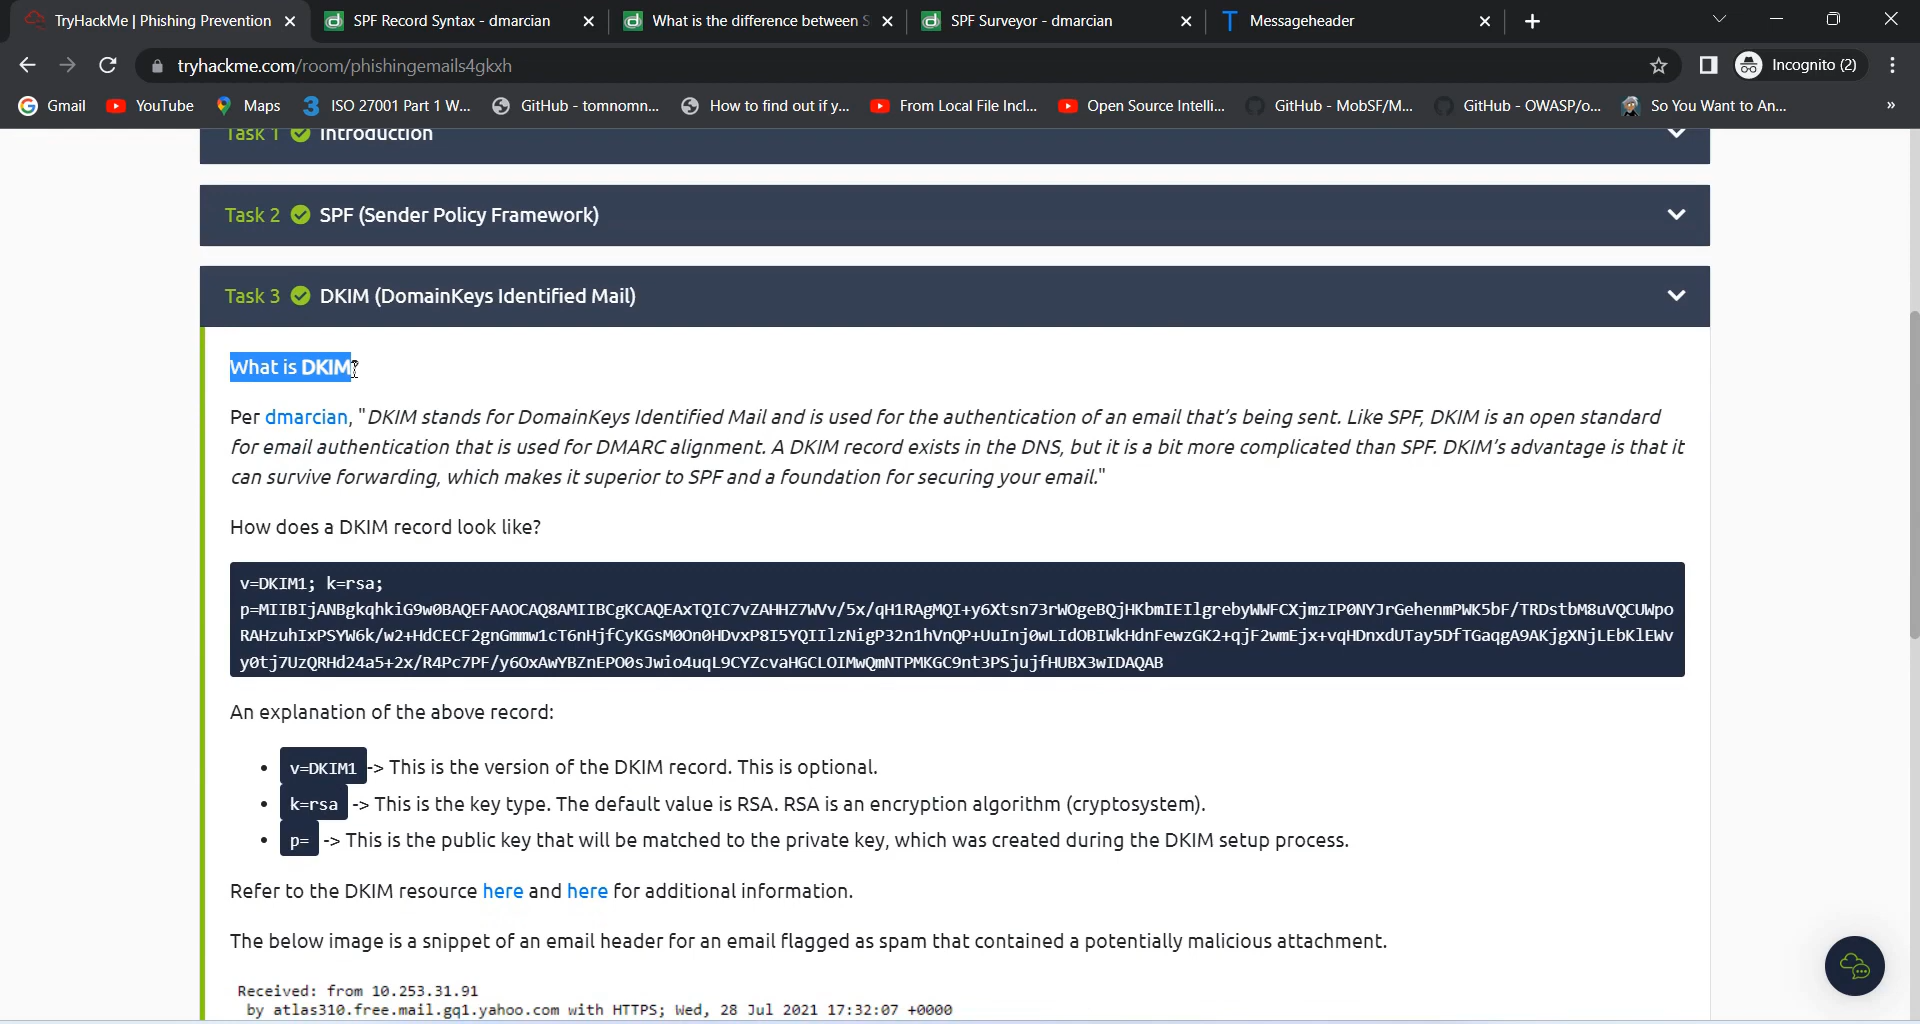 TryHackMe | Phishing Prevention
SPF Record Syntax - dmarcian
What is the difference between S
SPF Surveyor - dmarcian
Messageheader
tryhackme.com/room/phishingemails4gkxh
Incognito (2)
Gmail
YouTube
Maps
ISO 27001 Part 1 W...
GitHub - tomnomn...
How to find out if y...
From Local File Incl...
Open Source Intelli...
GitHub - MobSF/M...
GitHub - OWASP/o...
So You Want to An...
»
Task 1 Introduction
Task 2 SPF (Sender Policy Framework)
Task 3 DKIM (DomainKeys Identified Mail)
What is DKIM?
Per dmarcian, "DKIM stands for DomainKeys Identified Mail and is used for the authentication of an email that's being sent. Like SPF, DKIM is an open standard
for email authentication that is used for DMARC alignment. A DKIM record exists in the DNS, but it is a bit more complicated than SPF. DKIM's advantage is that it
can survive forwarding, which makes it superior to SPF and a foundation for securing your email."
How does a DKIM record look like?
v=DKIM1; k=rsa;
p=MIIBIjANBgkqhkiG9w0BAQEFAAOCAQ8AMIIBCgKCAQEAxTQIC7vZAHHZ7WVv/5x/qH1RAgMQI+y6Xtsn73rWOgeBQjHKbmIEIlgrebyWWFCXjmzIP0NYJrGehenmPWK5bF/TRDstbM8uVQCUWpo
RAHzuhIxPSYW6k/w2+HdCECF2gnGmmw1cT6nHjfCyKGsM0On0HDvxP8I5YQIIlzNigP32n1hVnQP+UuInj0wLIdOBIWkHdnFewzGK2+qjF2wmEjx+vqHDnxdUTay5DfTGaqgA9AKjgXNjLEbKlEWv
y0tj7UzQRHd24a5+2x/R4Pc7PF/y6OxAwYBZnEPO0sJwio4uqL9CYZcvaHGCLOIMwQmNTPMKGC9nt3PSjujfHUBX3wIDAQAB
An explanation of the above record:
v=DKIM1 -> This is the version of the DKIM record. This is optional.
k=rsa -> This is the key type. The default value is RSA. RSA is an encryption algorithm (cryptosystem).
p= -> This is the public key that will be matched to the private key, which was created during the DKIM setup process.
Refer to the DKIM resource here and here for additional information.
The below image is a snippet of an email header for an email flagged as spam that contained a potentially malicious attachment.
Received: from 10.253.31.91
by atlas310.free.mail.gq1.yahoo.com with HTTPS; Wed, 28 Jul 2021 17:32:07 +0000